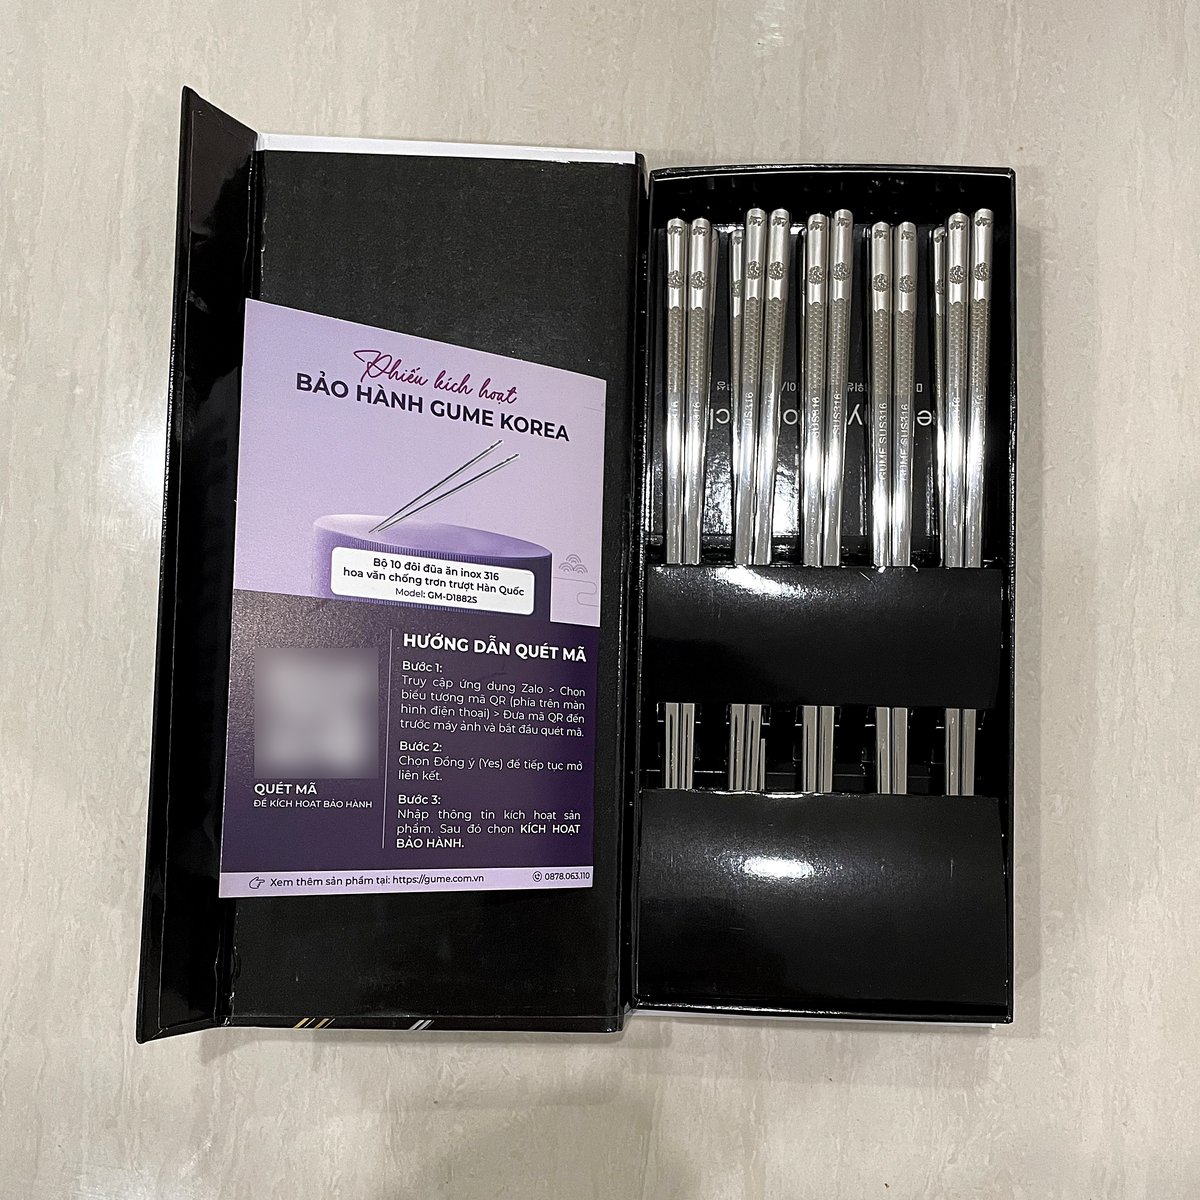 Phiếu kích hoạt
BẢO HÀNH GUME KOREA
Bộ 10 đôi đũa ăn inox 316
hoa văn chống trơn trượt Hàn Quốc
Model: GM-D1882S
HƯỚNG DẪN QUÉT MÃ
Bước 1:
Truy cập ứng dụng Zalo > Chọn
biểu tượng mã QR (phía trên màn
hình điện thoại) > Đưa mã QR đến
trước máy ảnh và bắt đầu quét mã.
Bước 2:
Chọn Đồng ý (Yes) để tiếp tục mở
liên kết.
Bước 3:
Nhập thông tin kích hoạt sản
phẩm. Sau đó chọn KÍCH HOẠT
BẢO HÀNH.
QUÉT MÃ
ĐỂ KÍCH HOẠT BẢO HÀNH
Xem thêm sản phẩm tại: https://gume.com.vn
0878.063.110
SUS316
GUME SUS316
GUME SUS316